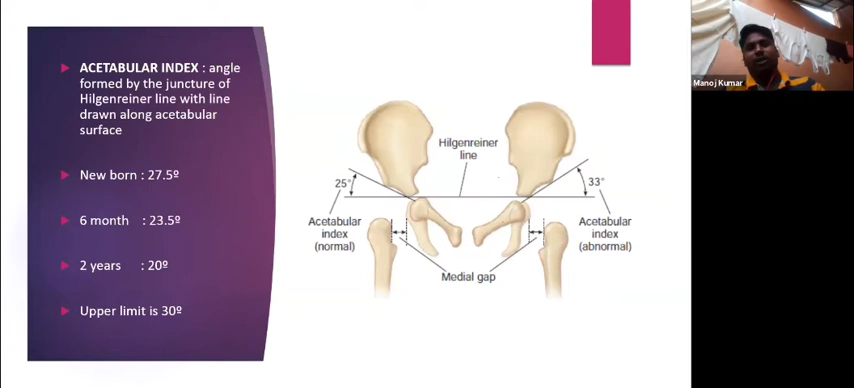 ACETABULAR INDEX : angle
formed by the juncture of
Hilgenreiner line with line
drawn along acetabular
surface
New born : 27.5º
6 month : 23.5º
2 years : 20º
Upper limit is 30º
Hilgenreiner
line
25°
33°
Acetabular
index
(normal)
Acetabular
index
(abnormal)
Medial gap
Manoj Kumar